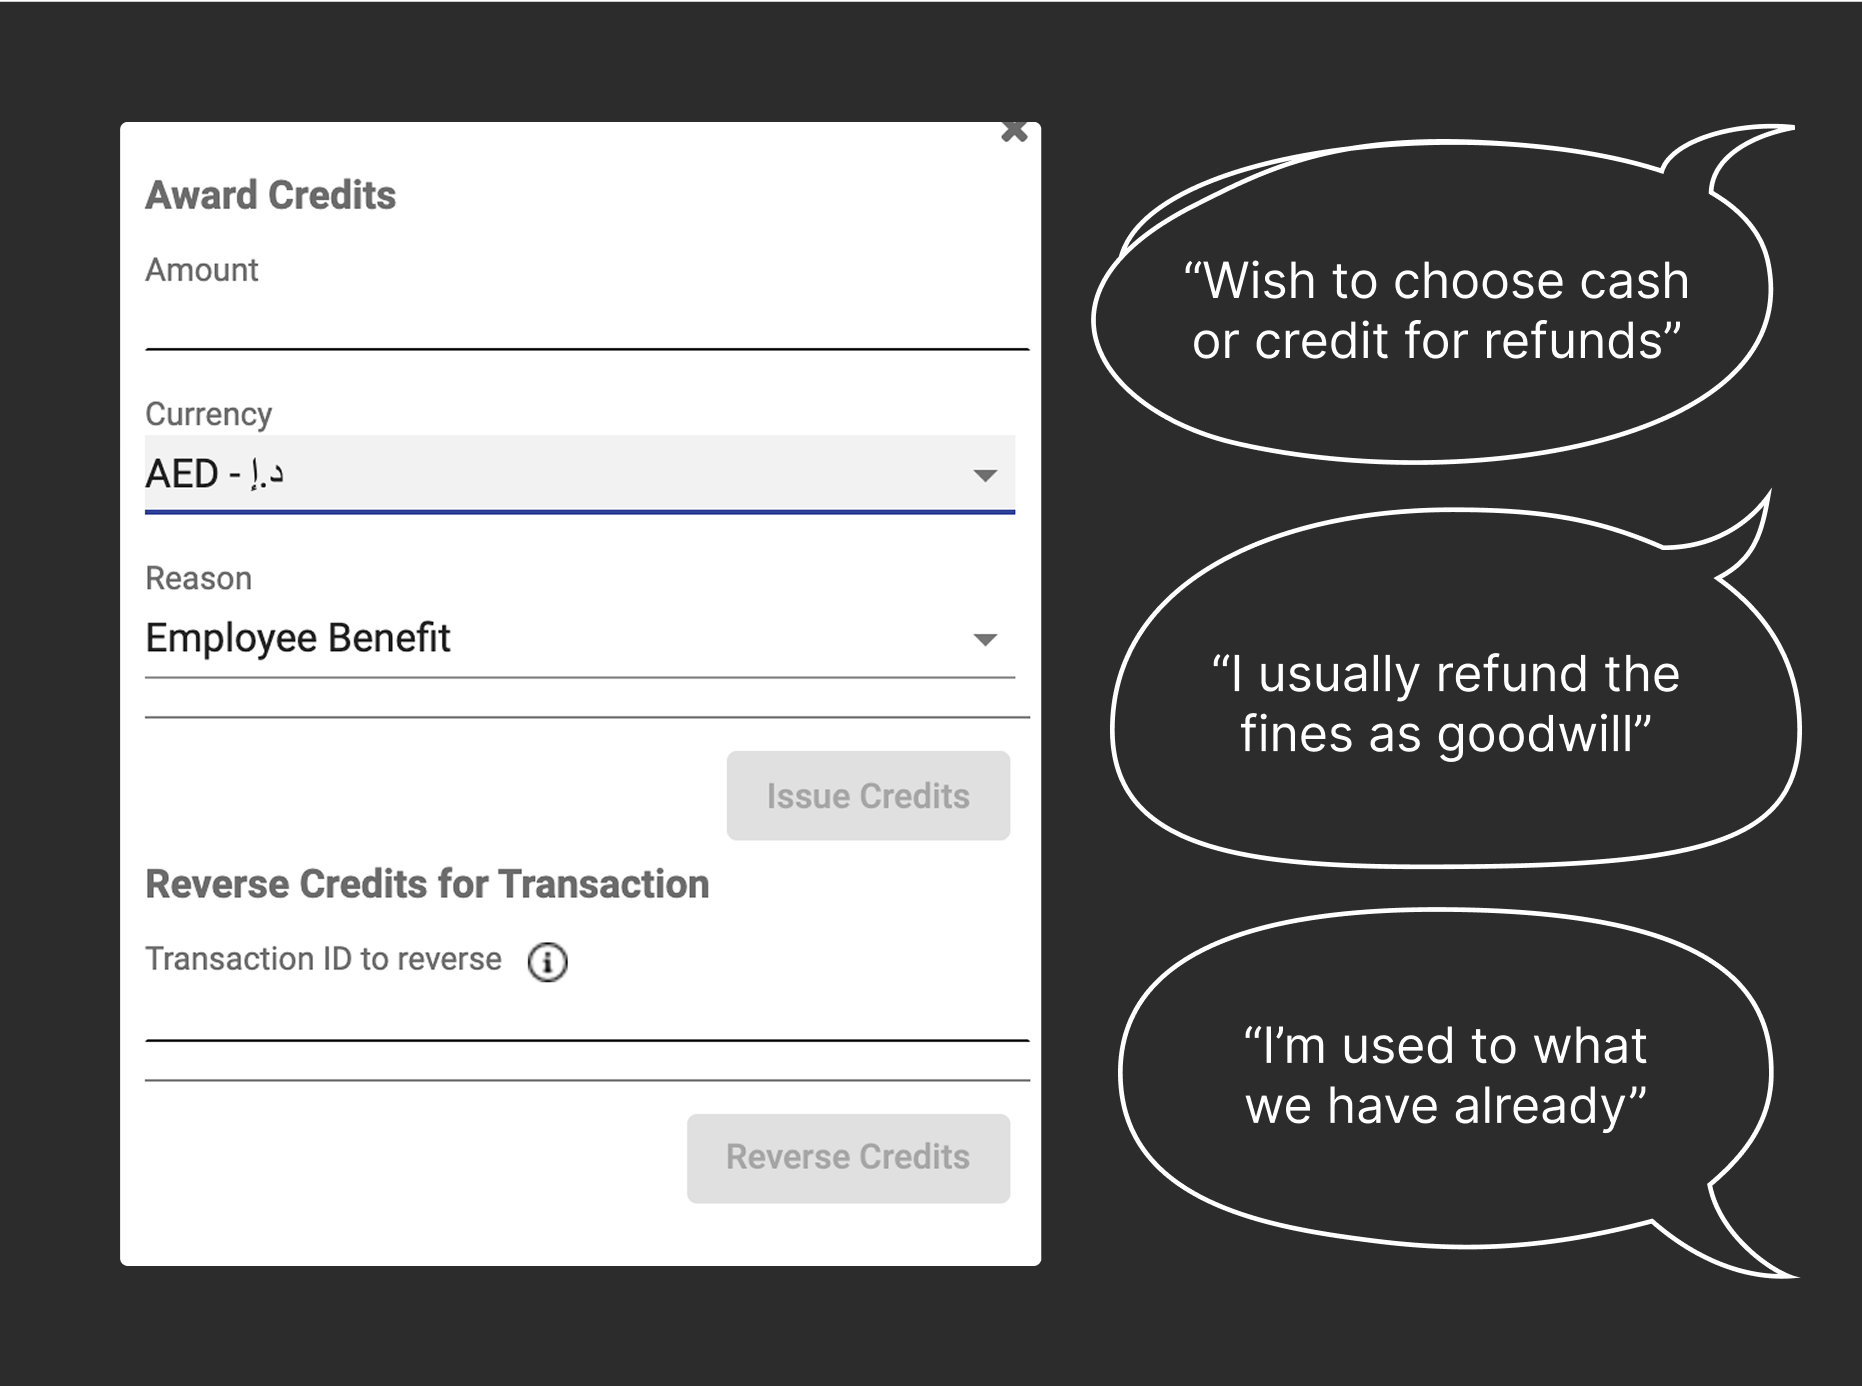 Award Credits
Amount
Currency
AED - د.إ
Reason
Employee Benefit
Issue Credits
Reverse Credits for Transaction
Transaction ID to reverse
Reverse Credits
“Wish to choose cash
or credit for refunds”
“I usually refund the
fines as goodwill”
“I’m used to what
we have already”